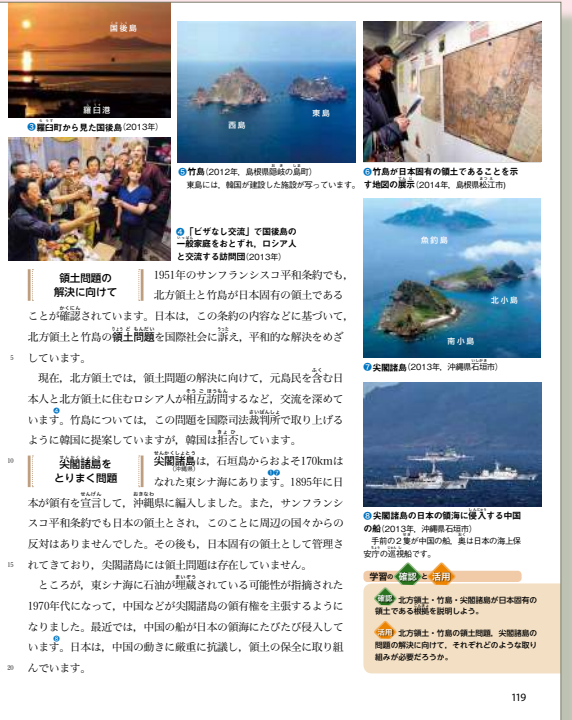 国後島
羅臼港
❸羅臼町から見た国後島(2013年)
西島
東島
❺竹島(2012年，島根県隠岐の島町)
東島には，韓国が建設した施設が写っています。
❻竹島が日本固有の領土であることを示
す地図の展示(2014年，島根県松江市)
❹「ビザなし交流」で国後島の
一般家庭をおとずれ，ロシア人
と交流する訪問団(2013年)
魚釣島
北小島
南小島
❼尖閣諸島(2013年，沖縄県石垣市)
❽尖閣諸島の日本の領海に侵入する中国
の船(2013年，沖縄県石垣市)
手前の2隻が中国の船，奥は日本の海上保
安庁の巡視船です。
領土問題の
解決に向けて
1951年のサンフランシスコ平和条約でも，
北方領土と竹島が日本固有の領土である
ことが確認されています。日本は，この条約の内容などに基づいて，
北方領土と竹島の領土問題を国際社会に訴え，平和的な解決をめざ
5 しています。
現在，北方領土では，領土問題の解決に向けて，元島民を含む日
本人と北方領土に住むロシア人が相互訪問するなど，交流を深めて
います❹。竹島については，この問題を国際司法裁判所で取り上げる
ように韓国に提案していますが，韓国は拒否しています。
尖閣諸島を
とりまく問題
10 尖閣諸島(沖縄県)は，石垣島からおよそ170km
はなれた東シナ海にあります❶❼。1895年に日
本が領有を宣言して，沖縄県に編入しました。また，サンフランシ
スコ平和条約でも日本の領土とされ，このことに周辺の国々からの
反対はありませんでした。その後も，日本固有の領土として管理さ
15 れてきており，尖閣諸島には領土問題は存在していません。
ところが，東シナ海に石油が埋蔵されている可能性が指摘された
1970年代になって，中国などが尖閣諸島の領有権を主張するように
なりました。最近では，中国の船が日本の領海にたびたび侵入して
います❽。日本は，中国の動きに厳重に抗議し，領土の保全に取り組
20 んでいます。
学習の確認と活用
確認 北方領土・竹島・尖閣諸島が日本固有の
領土である根拠を説明しよう。
活用 北方領土・竹島の領土問題，尖閣諸島の
問題の解決に向けて，それぞれどのような取り
組みが必要だろうか。
119